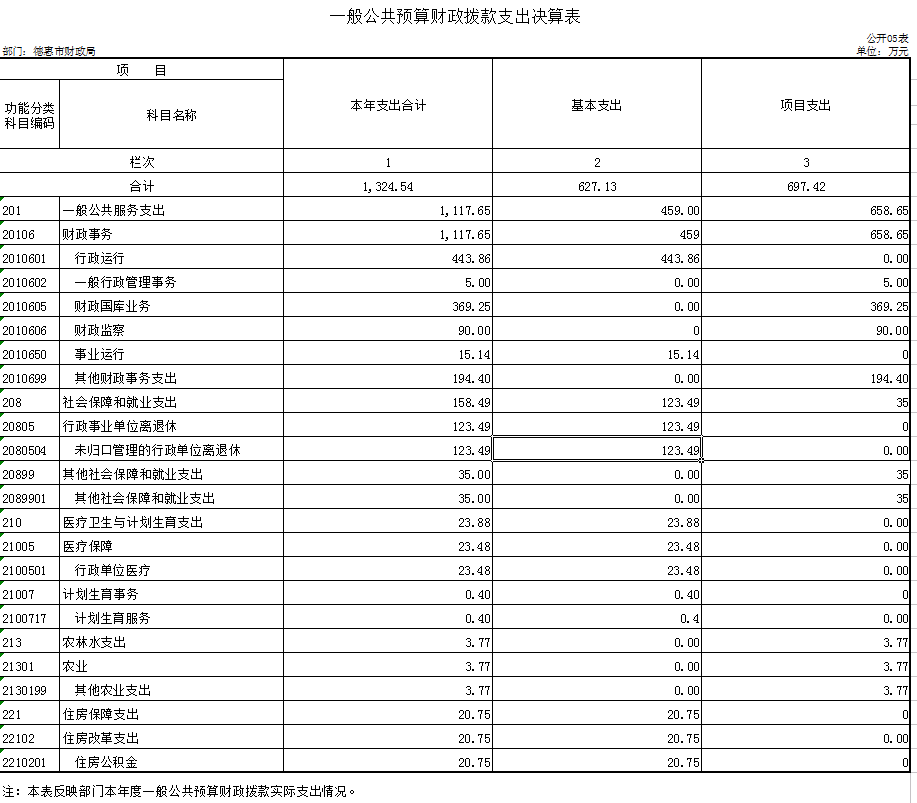 一般公共预算财政拨款支出决算表
公开05表
部门：德惠市财政局 单位：万元
项 目 本年支出合计 基本支出 项目支出
功能分类科目编码 科目名称
栏次 1 2 3
合计 1,324.54 627.13 697.42
201 一般公共服务支出 1,117.65 459.00 658.65
20106 财政事务 1,117.65 459 658.65
2010601 行政运行 443.86 443.86 0.00
2010602 一般行政管理事务 5.00 0.00 5.00
2010605 财政国库业务 369.25 0.00 369.25
2010606 财政监察 90.00 0 90.00
2010650 事业运行 15.14 15.14 0
2010699 其他财政事务支出 194.40 0.00 194.40
208 社会保障和就业支出 158.49 123.49 35
20805 行政事业单位离退休 123.49 123.49 0
2080504 未归口管理的行政单位离退休 123.49 123.49 0.00
20899 其他社会保障和就业支出 35.00 0.00 35
2089901 其他社会保障和就业支出 35.00 0.00 35
210 医疗卫生与计划生育支出 23.88 23.88 0.00
21005 医疗保障 23.48 23.48 0.00
2100501 行政单位医疗 23.48 23.48 0.00
21007 计划生育事务 0.40 0.40 0
2100717 计划生育服务 0.40 0.4 0.00
213 农林水支出 3.77 0.00 3.77
21301 农业 3.77 0.00 3.77
2130199 其他农业支出 3.77 0.00 3.77
221 住房保障支出 20.75 20.75 0
22102 住房改革支出 20.75 20.75 0.00
2210201 住房公积金 20.75 20.75 0
注：本表反映部门本年度一般公共预算财政拨款实际支出情况。